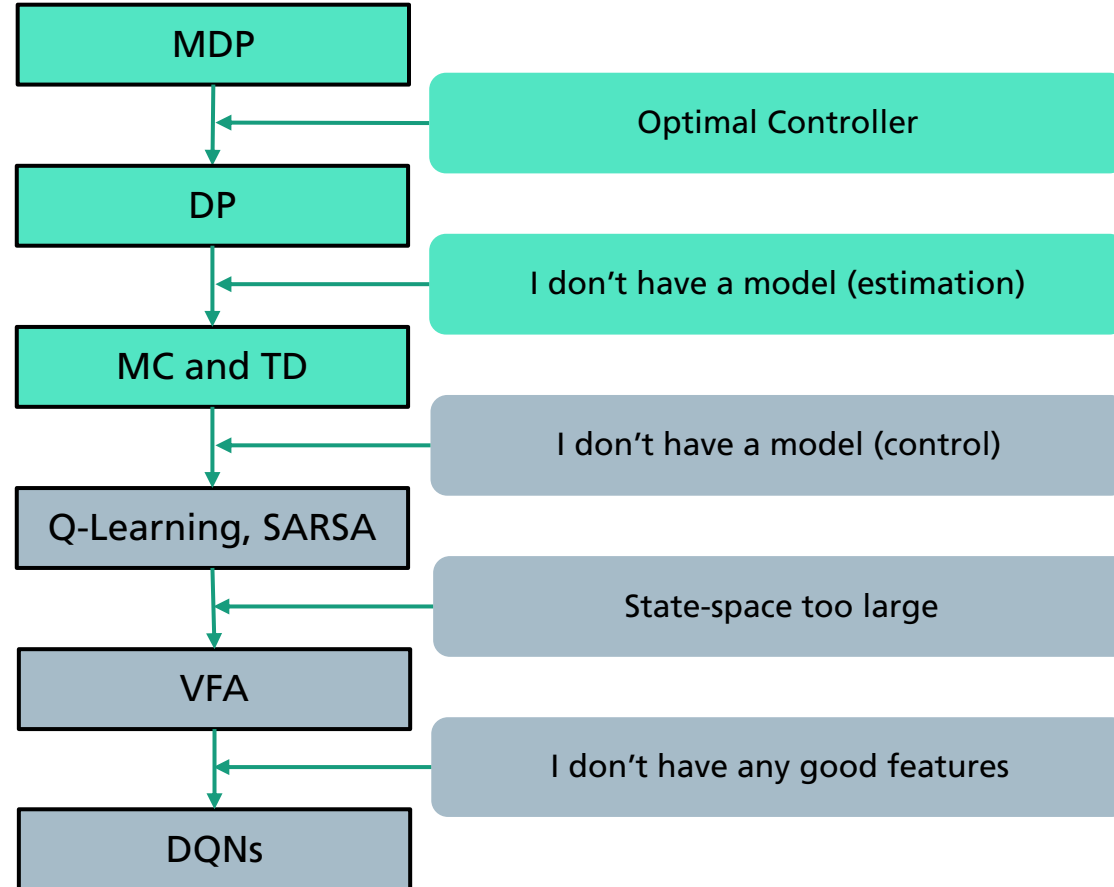 MDP
Optimal Controller
DP
I don’t have a model (estimation)
MC and TD
I don’t have a model (control)
Q-Learning, SARSA
State-space too large
VFA
I don’t have any good features
DQNs